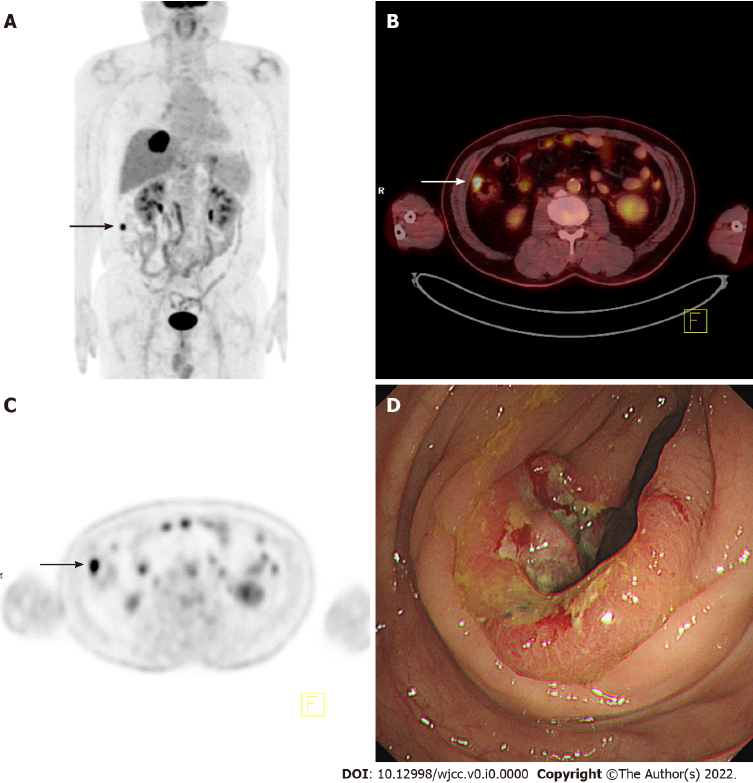 A
B
R
F
C
F
D
DOI: 10.12998/wjcc.v0.i0.0000 Copyright ©The Author(s) 2022